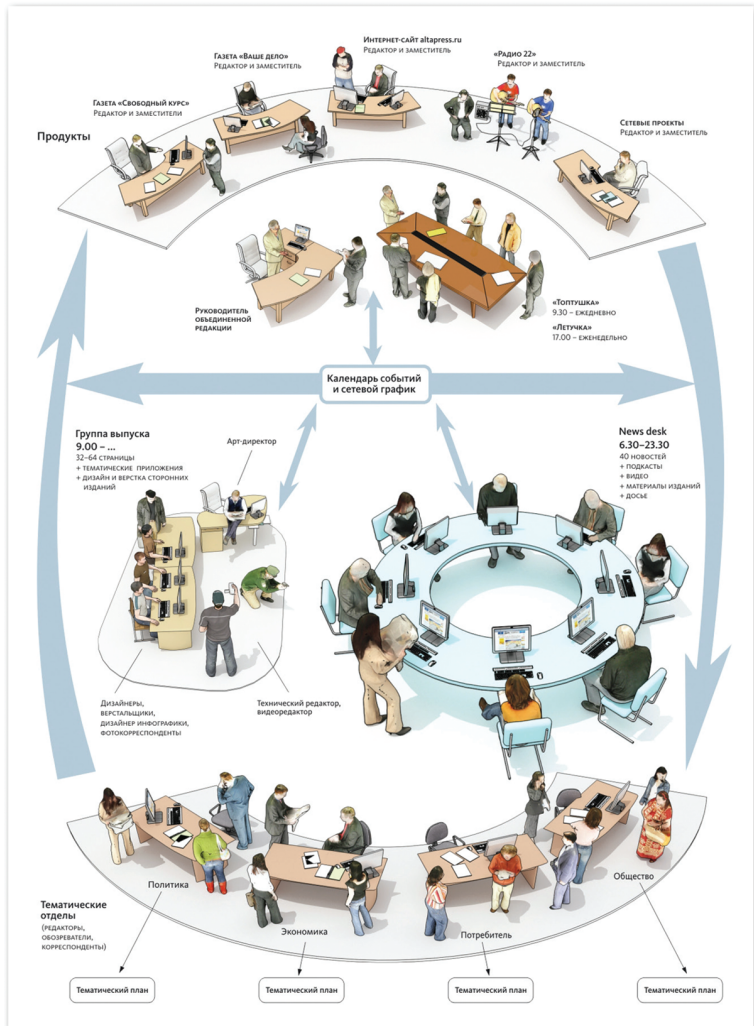 Интернет-сайт altapress.ru
Редактор и заместитель
Газета «Ваше дело»
Редактор и заместитель
«Радио 22»
Редактор и заместитель
Газета «Свободный курс»
Редактор и заместители
Сетевые проекты
Редактор и заместитель
Продукты
Руководитель
объединенной
редакции
«Топтушка»
9.30 – ежедневно
«Летучка»
17.00 – еженедельно
Календарь событий
и сетевой график
Группа выпуска
9.00 – ...
32–64 страницы
+ тематические приложения
+ дизайн и верстка сторонних
изданий
Арт-директор
News desk
6.30–23.30
40 новостей
+ подкасты
+ видео
+ материалы изданий
+ досье
Дизайнеры,
верстальщики,
дизайнер инфографики,
фотокорреспонденты
Технический редактор,
видеоредактор
Политика
Экономика
Потребитель
Общество
Тематические
отделы
(редакторы,
обозреватели,
корреспонденты)
Тематический план
Тематический план
Тематический план
Тематический план